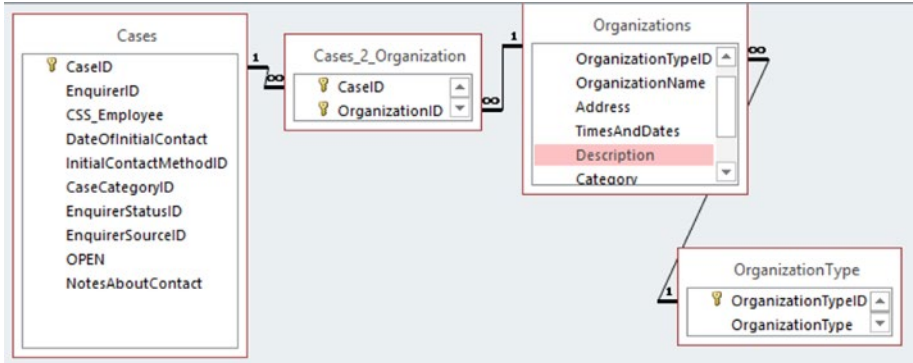 Cases
CaseID
EnquirerID
CSS_Employee
DateOfInitialContact
InitialContactMethodID
CaseCategoryID
EnquirerStatusID
EnquirerSourceID
OPEN
NotesAboutContact
1
∞
Cases_2_Organization
CaseID
OrganizationID
∞
1
Organizations
OrganizationTypeID
OrganizationName
Address
TimesAndDates
Description
Category
∞
1
OrganizationType
OrganizationTypeID
OrganizationType